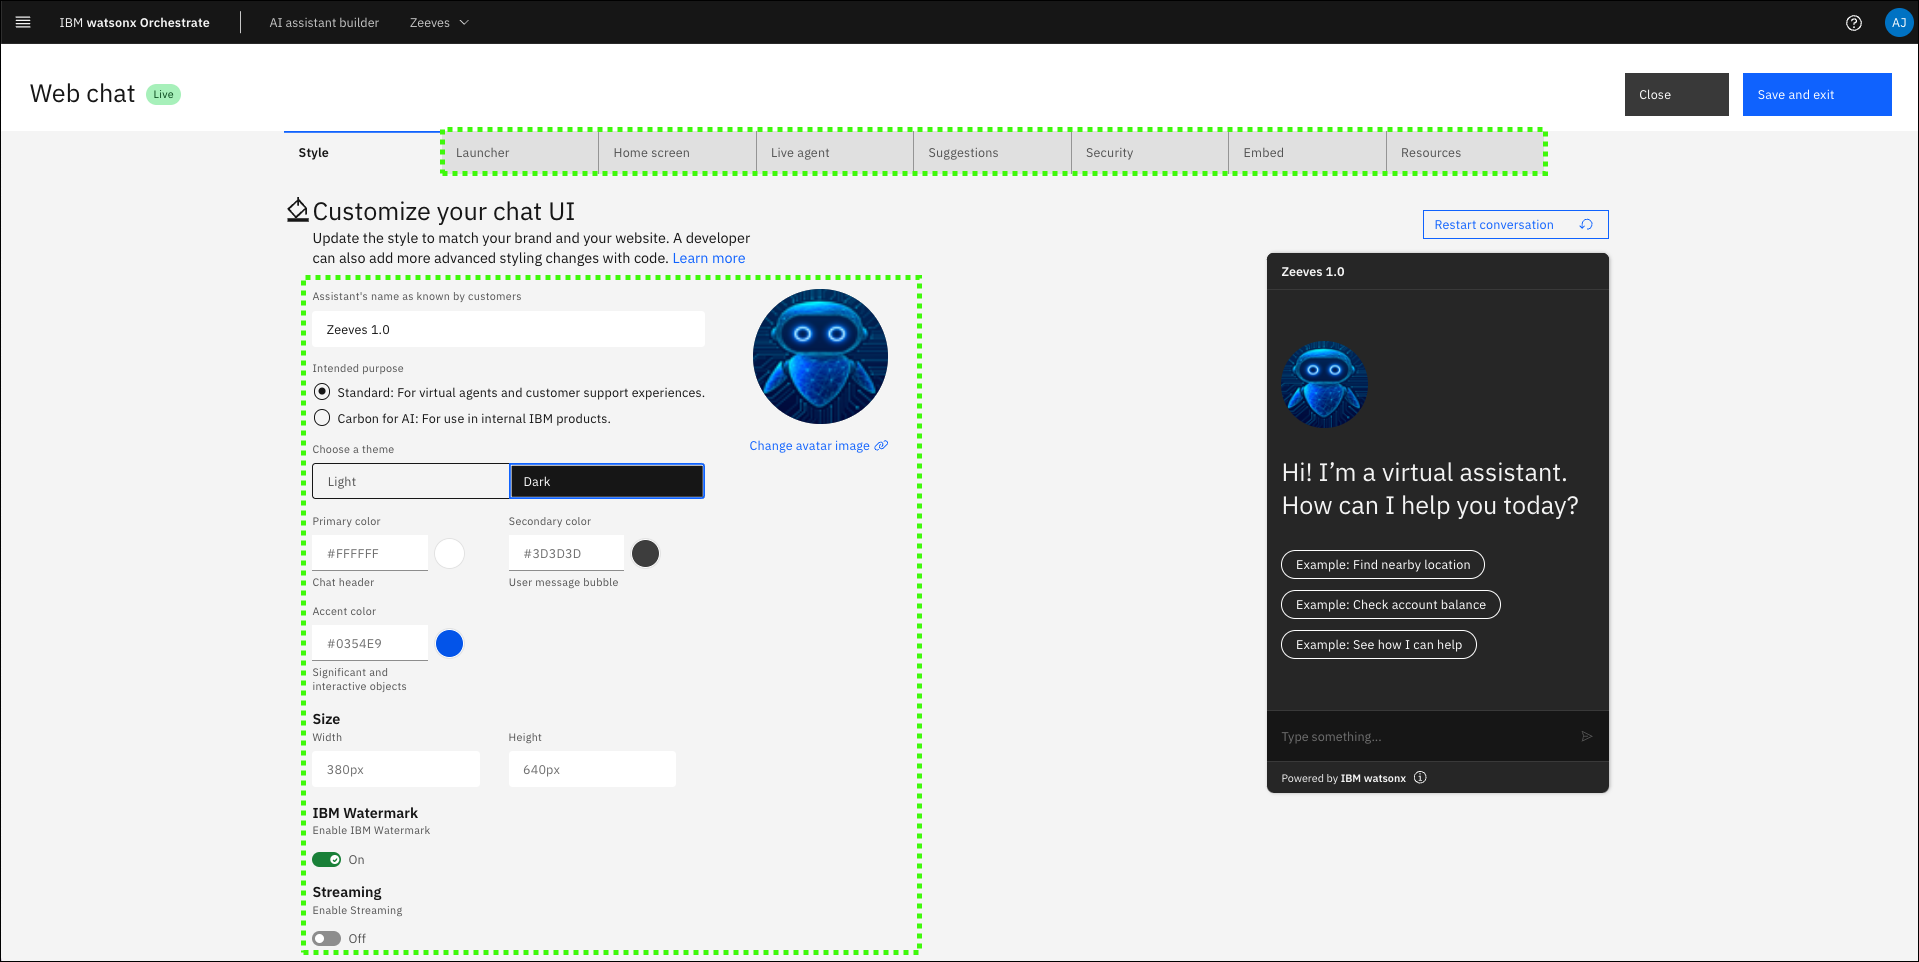 IBM watsonx Orchestrate
AI assistant builder
Zeeves
AJ
Web chat
Live
Close
Save and exit
Style
Launcher
Home screen
Live agent
Suggestions
Security
Embed
Resources
Customize your chat UI
Update the style to match your brand and your website. A developer
can also add more advanced styling changes with code. Learn more
Assistant's name as known by customers
Zeeves 1.0
Intended purpose
Standard: For virtual agents and customer support experiences.
Carbon for AI: For use in internal IBM products.
Change avatar image
Choose a theme
Light
Dark
Primary color
#FFFFFF
Chat header
Secondary color
#3D3D3D
User message bubble
Accent color
#0354E9
Significant and
interactive objects
Size
Width
380px
Height
640px
IBM Watermark
Enable IBM Watermark
On
Streaming
Enable Streaming
Off
Restart conversation
Zeeves 1.0
Hi! I’m a virtual assistant.
How can I help you today?
Example: Find nearby location
Example: Check account balance
Example: See how I can help
Type something...
Powered by IBM watsonx